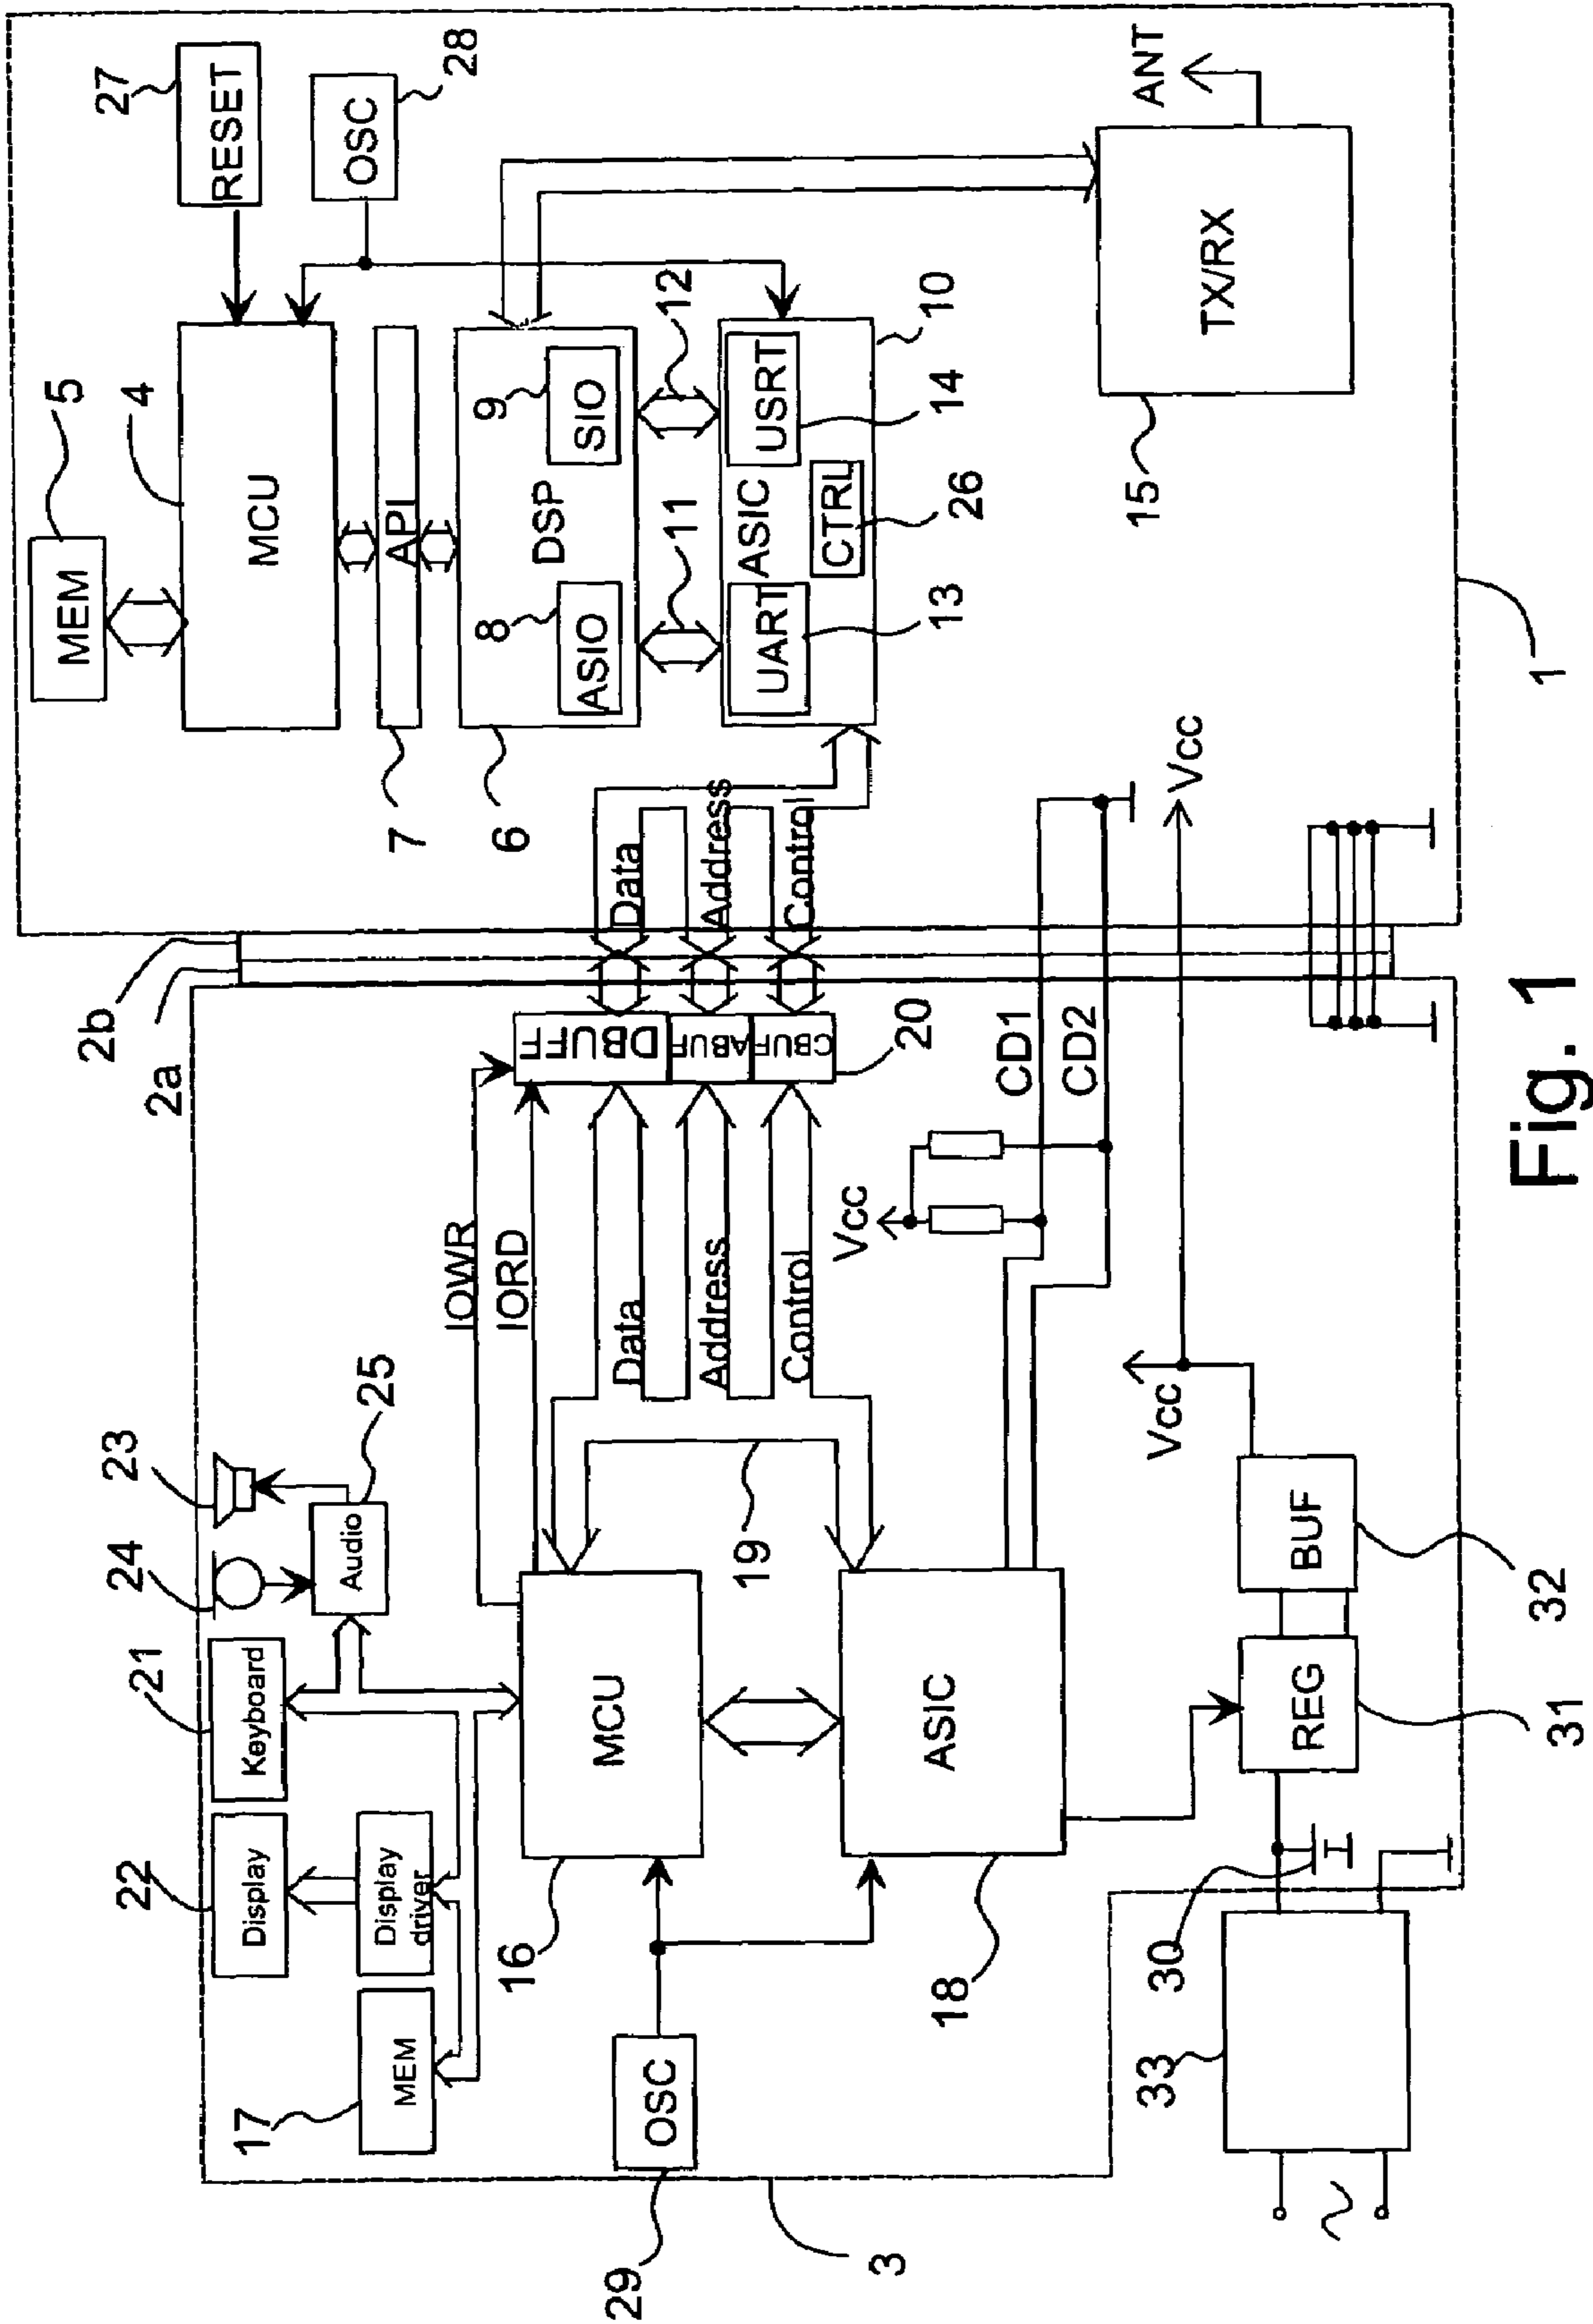 22
21
24
23
17
Display
Keyboard
MEM
Display
driver
Audio
25
16
MCU
IOWR
IORD
29
OSC
18
ASIC
19
Data
Address
Control
DBUFF
ABUF
CBUF
20
2a
2b
3
33
30
REG
31
BUF
32
Vcc
Vcc
CD1
CD2
Vcc
Data
Address
Control
5
MEM
4
MCU
27
RESET
OSC
28
7
API
6
DSP
8
ASIO
9
SIO
11
12
ASIC
UART
USRT
CTRL
13
26
14
10
15
TX/RX
ANT
1
Fig. 1